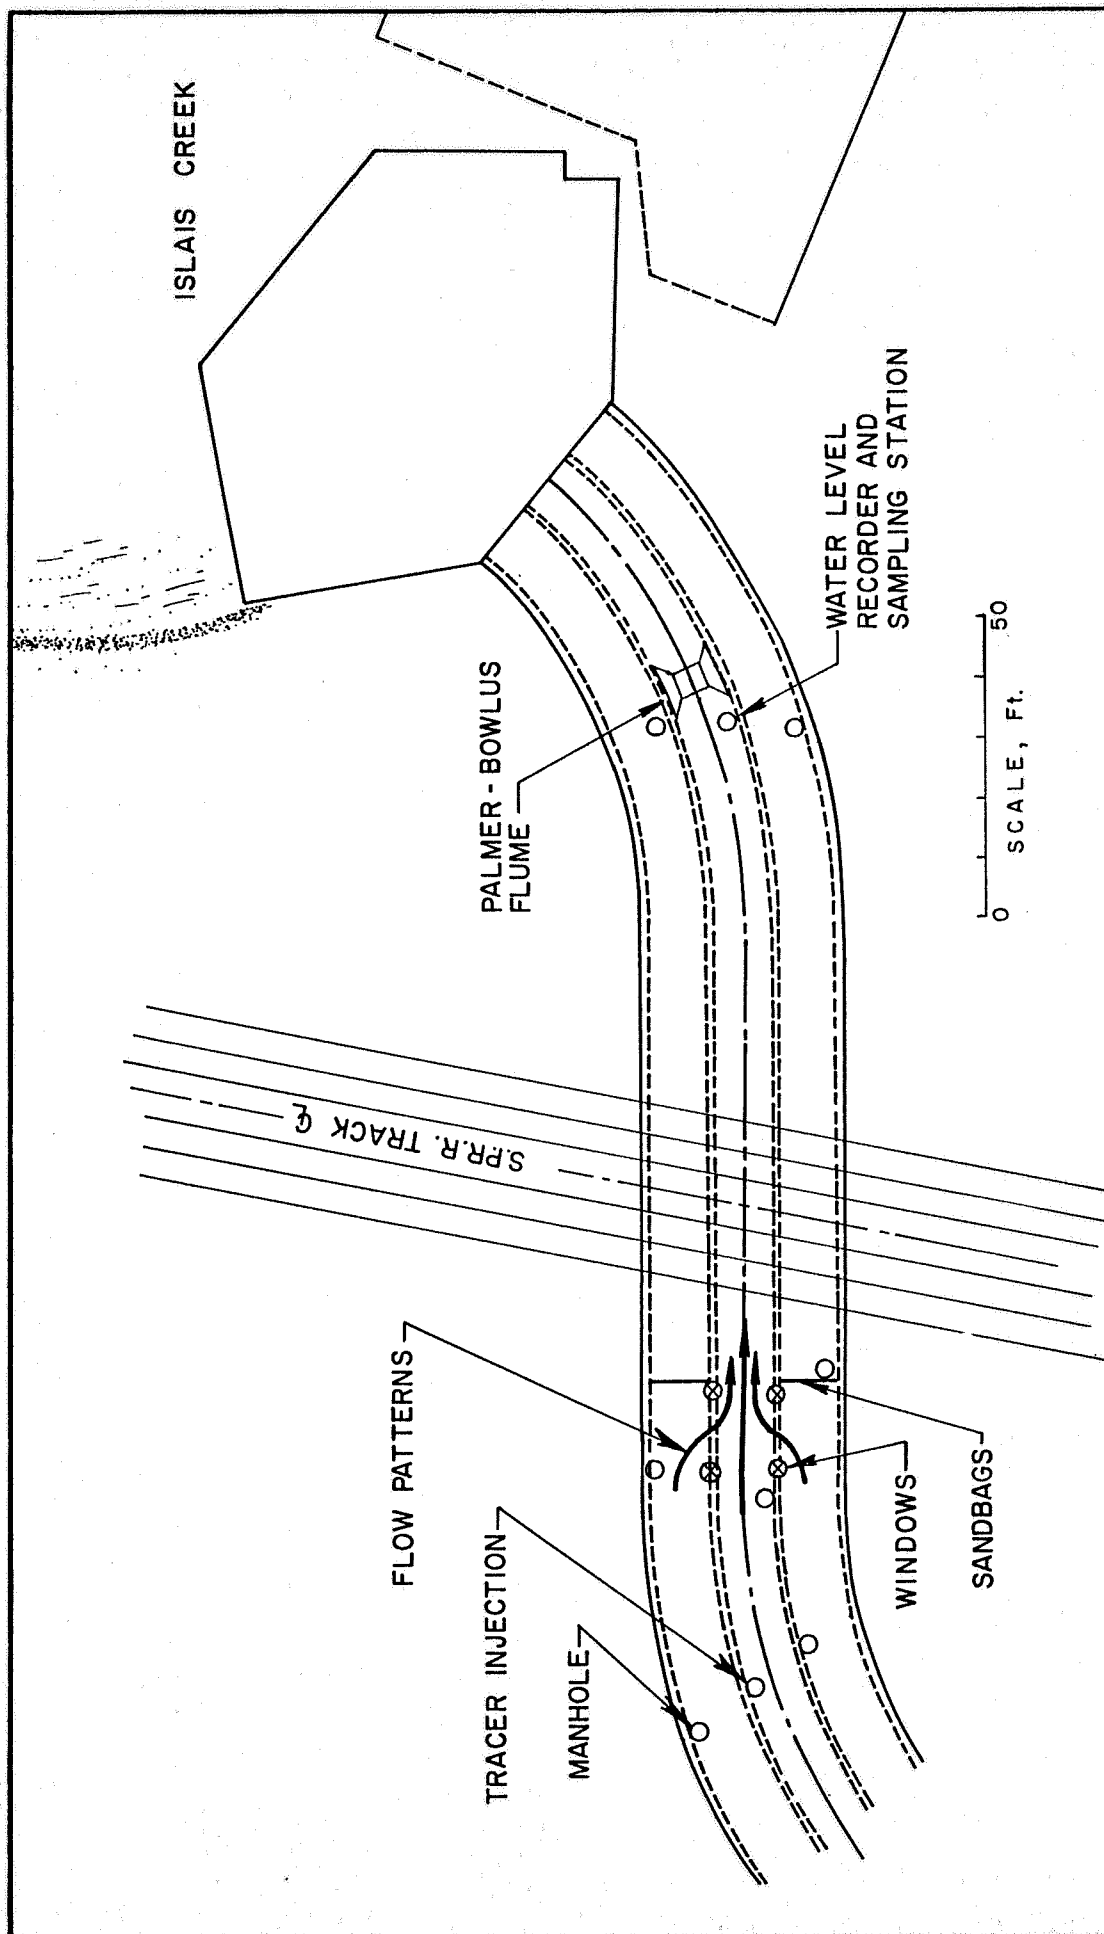 ISLAIS CREEK
PALMER-BOWLUS
FLUME
WATER LEVEL
RECORDER AND
SAMPLING STATION
0 50
SCALE, Ft.
S.P.R.R. TRACK ℄
FLOW PATTERNS
TRACER INJECTION
MANHOLE
WINDOWS
SANDBAGS